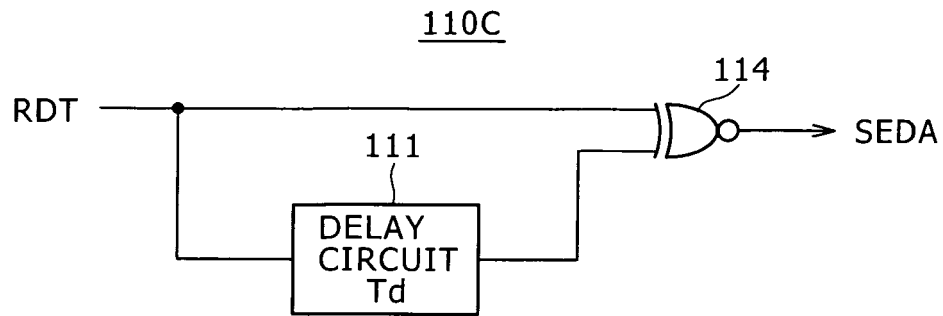 110C
114
RDT
SEDA
111
DELAY
CIRCUIT
Td